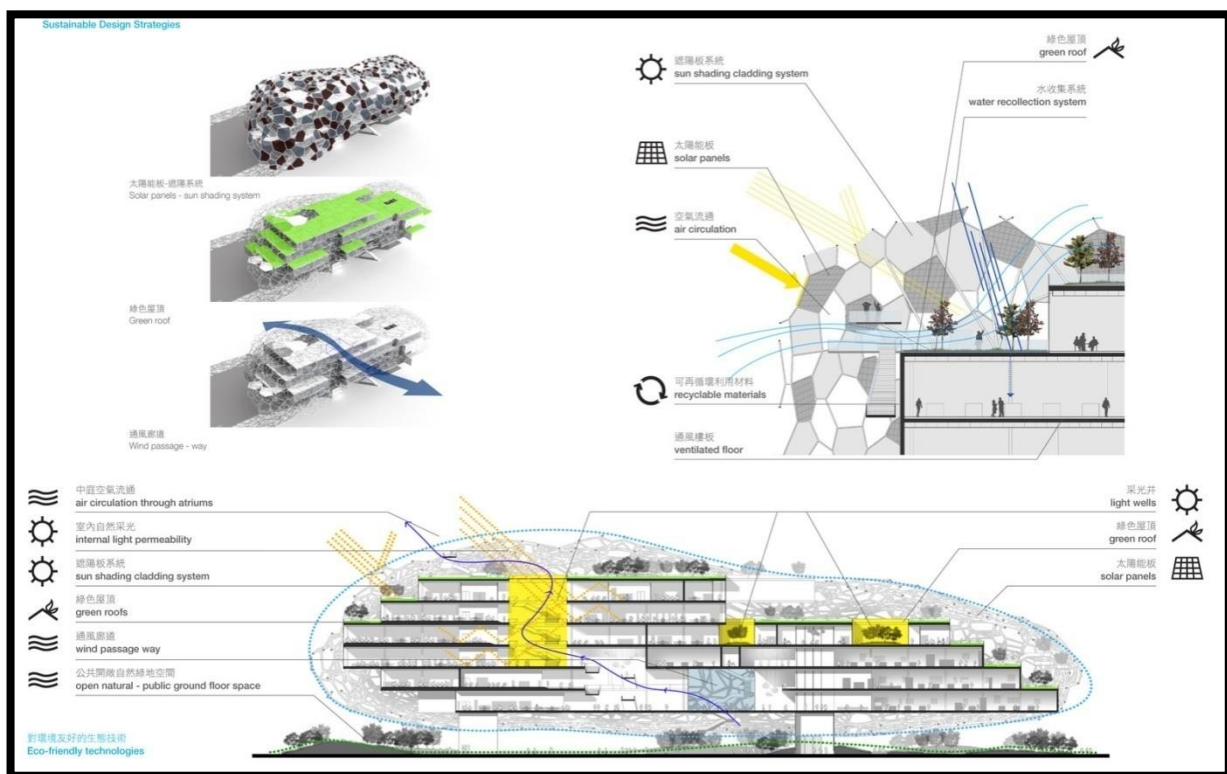 Sustainable Design Strategies
太陽能板-遮陽系統
Solar panels - sun shading system
綠色屋頂
Green roof
通風廊道
Wind passage - way
遮陽板系統
sun shading cladding system
太陽能板
solar panels
空氣流通
air circulation
可再循環利用材料
recyclable materials
通風樓板
ventilated floor
綠色屋頂
green roof
水收集系統
water recollection system
中庭空氣流通
air circulation through atriums
室內自然采光
internal light permeability
遮陽板系統
sun shading cladding system
綠色屋頂
green roofs
通風廊道
wind passage way
公共開敞自然綠地空間
open natural - public ground floor space
采光井
light wells
綠色屋頂
green roof
太陽能板
solar panels
對環境友好的生態技術
Eco-friendly technologies